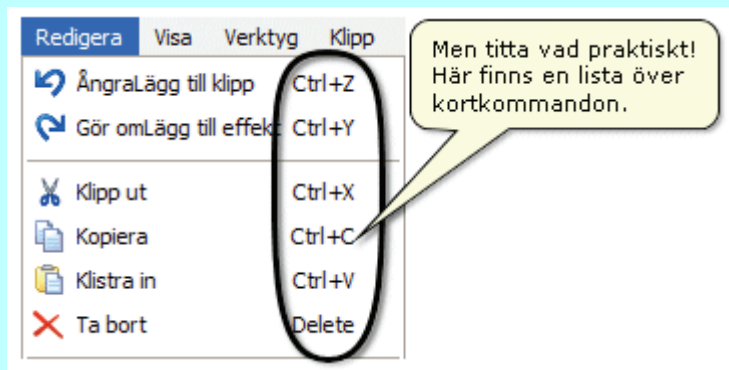 Redigera Visa Verktyg Klipp
ÅngraLägg till klipp Ctrl+Z
Gör omLägg till effekt Ctrl+Y
Klipp ut Ctrl+X
Kopiera Ctrl+C
Klistra in Ctrl+V
Ta bort Delete
Men titta vad praktiskt!
Här finns en lista över
kortkommandon.